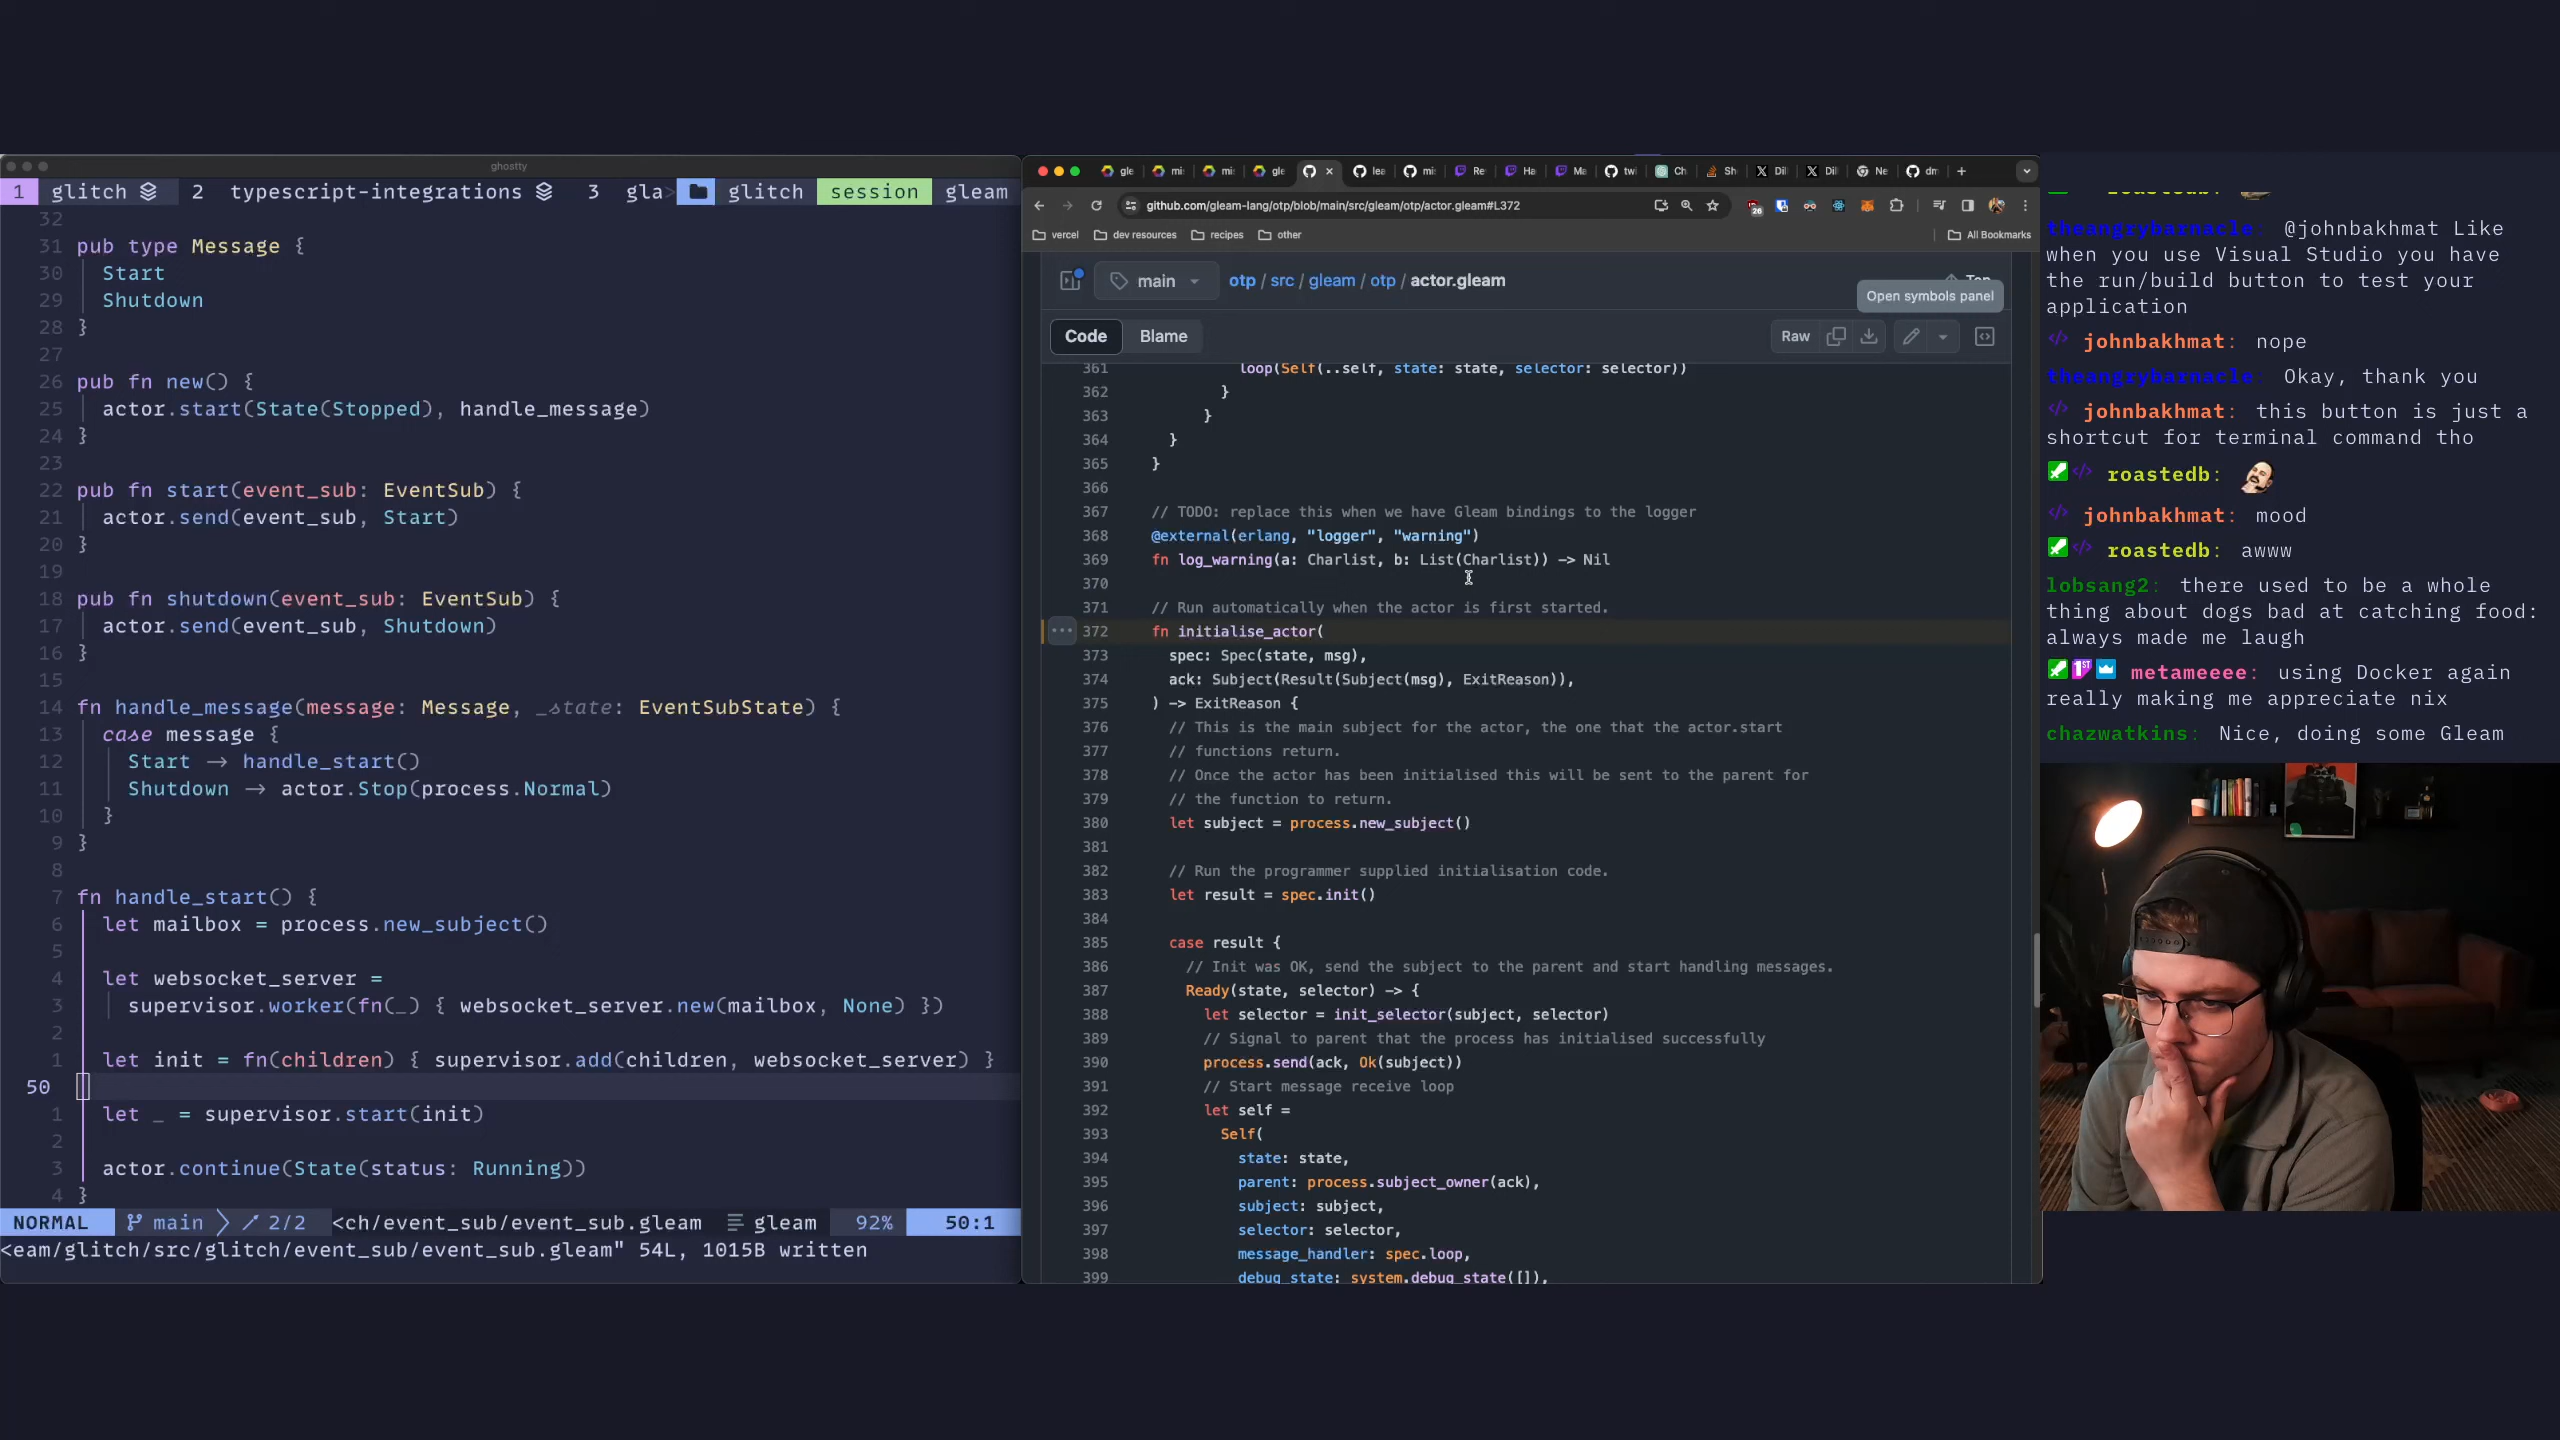 ghostty
1 glitch 2 typescript-integrations 3 gla> glitch session gleam
32
31 pub type Message {
30 Start
29 Shutdown
28 }
27
26 pub fn new() {
25 actor.start(State(Stopped), handle_message)
24 }
23
22 pub fn start(event_sub: EventSub) {
21 actor.send(event_sub, Start)
20 }
19
18 pub fn shutdown(event_sub: EventSub) {
17 actor.send(event_sub, Shutdown)
16 }
15
14 fn handle_message(message: Message, _state: EventSubState) {
13 case message {
12 Start → handle_start()
11 Shutdown → actor.Stop(process.Normal)
10 }
9 }
8
7 fn handle_start() {
6 let mailbox = process.new_subject()
5
4 let websocket_server =
3 supervisor.worker(fn(_) { websocket_server.new(mailbox, None) })
2
1 let init = fn(children) { supervisor.add(children, websocket_server) }
50
1 let _ = supervisor.start(init)
2
3 actor.continue(State(status: Running))
4 }
NORMAL main 2/2 <ch/event_sub/event_sub.gleam gleam 92% 50:1
<eam/glitch/src/glitch/event_sub/event_sub.gleam" 54L, 1015B written
gle mi mi gle lea mi Re Ha Ma tw Ch Sh Dil Dil Ne dm
github.com/gleam-lang/otp/blob/main/src/gleam/otp/actor.gleam#L372
26
vercel dev resources recipes other All Bookmarks
main otp / src / gleam / otp / actor.gleam Top
Open symbols panel
Code Blame Raw
361 loop(Self(..self, state: state, selector: selector))
362 }
363 }
364 }
365 }
366
367 // TODO: replace this when we have Gleam bindings to the logger
368 @external(erlang, "logger", "warning")
369 fn log_warning(a: Charlist, b: List(Charlist)) -> Nil
370
371 // Run automatically when the actor is first started.
372 fn initialise_actor(
373 spec: Spec(state, msg),
374 ack: Subject(Result(Subject(msg), ExitReason)),
375 ) -> ExitReason {
376 // This is the main subject for the actor, the one that the actor.start
377 // functions return.
378 // Once the actor has been initialised this will be sent to the parent for
379 // the function to return.
380 let subject = process.new_subject()
381
382 // Run the programmer supplied initialisation code.
383 let result = spec.init()
384
385 case result {
386 // Init was OK, send the subject to the parent and start handling messages.
387 Ready(state, selector) -> {
388 let selector = init_selector(subject, selector)
389 // Signal to parent that the process has initialised successfully
390 process.send(ack, Ok(subject))
391 // Start message receive loop
392 let self =
393 Self(
394 state: state,
395 parent: process.subject_owner(ack),
396 subject: subject,
397 selector: selector,
398 message_handler: spec.loop,
399 debug_state: system.debug_state([]),
theangrybarnacle: @johnbakhmat Like
when you use Visual Studio you have
the run/build button to test your
application
johnbakhmat: nope
theangrybarnacle: Okay, thank you
johnbakhmat: this button is just a
shortcut for terminal command tho
roastedb:
johnbakhmat: mood
roastedb: awww
lobsang2: there used to be a whole
thing about dogs bad at catching food:
always made me laugh
metameeee: using Docker again
really making me appreciate nix
chazwatkins: Nice, doing some Gleam